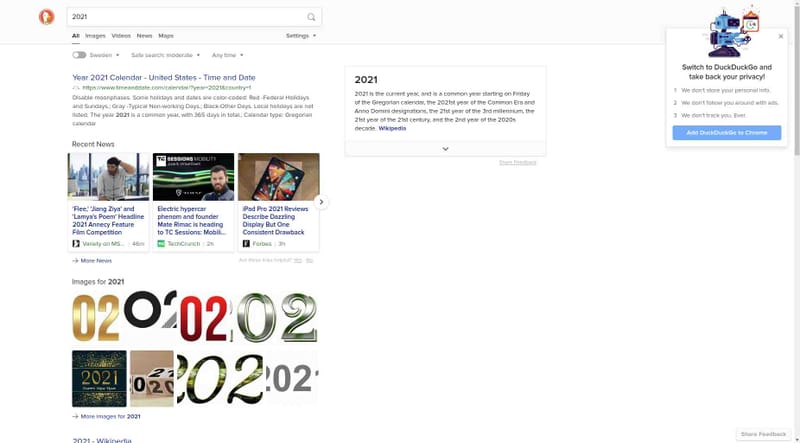 2021
All Images Videos News Maps Settings
Sweden Safe search: moderate Any time
Year 2021 Calendar - United States - Time and Date
https://www.timeanddate.com/calendar/?year=2021&country=1
Disable moonphases. Some holidays and dates are color-coded: Red -Federal Holidays
and Sundays.; Gray -Typical Non-working Days.; Black-Other Days. Local holidays are not
listed. The year 2021 is a common year, with 365 days in total.; Calendar type: Gregorian
calendar
Recent News
'Flee,' 'Jiang Ziya' and
'Lamya's Poem' Headline
2021 Annecy Feature
Film Competition
Variety on MS... 46m
TC SESSIONS MOBILITY
Electric hypercar
phenom and founder
Mate Rimac is heading
to TC Sessions: Mobili...
TechCrunch 2h
iPad Pro 2021 Reviews
Describe Dazzling
Display But One
Consistent Drawback
Forbes 3h
More News
Are these links helpful? Yes No
Images for 2021
02
02
02
202
2021
202
2021
More Images for 2021
2021 - Wikipedia
2021
2021 is the current year, and is a common year starting on Friday
of the Gregorian calendar, the 2021st year of the Common Era and
Anno Domini designations, the 21st year of the 3rd millennium, the
21st year of the 21st century, and the 2nd year of the 2020s
decade. Wikipedia
Share Feedback
Switch to DuckDuckGo and
take back your privacy!
1 We don't store your personal info.
2 We don't follow you around with ads.
3 We don't track you. Ever.
Add DuckDuckGo to Chrome
Share Feedback